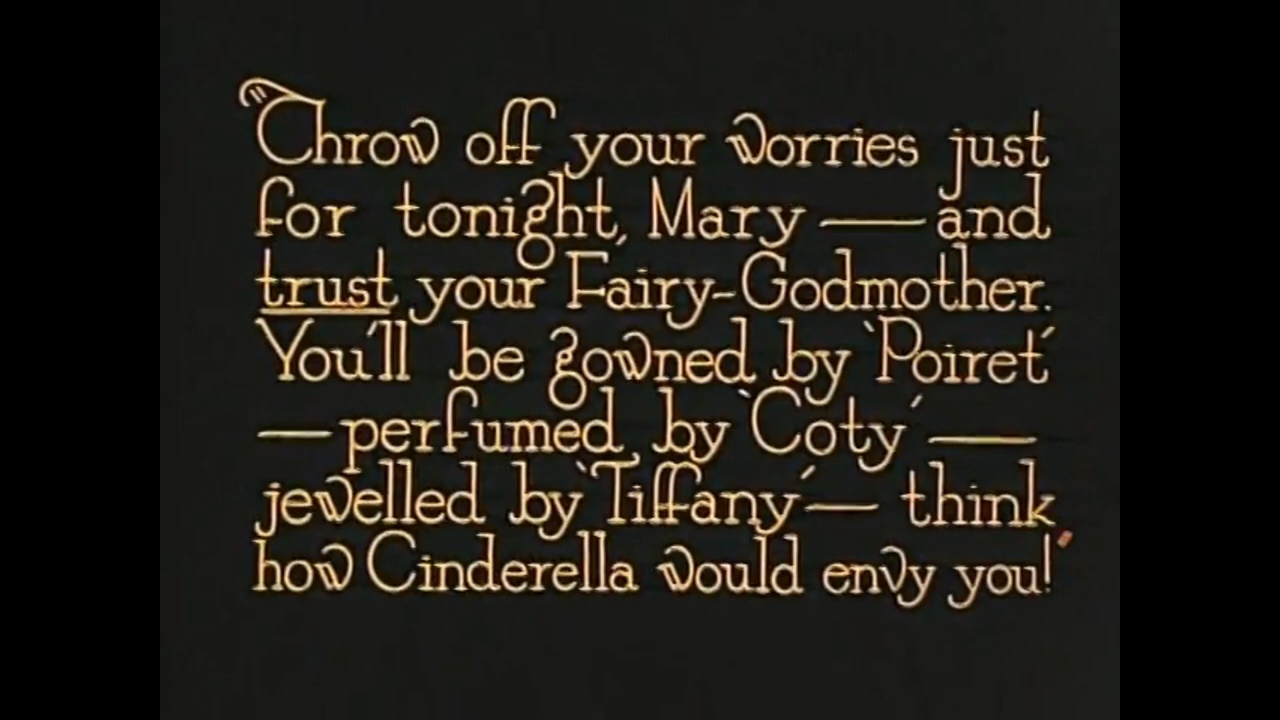 "Throw off your worries just
for tonight, Mary — and
trust your Fairy-Godmother.
You'll be gowned by 'Poiret'
— perfumed by 'Coty' —
jewelled by 'Tiffany' — think
how Cinderella would envy you!"